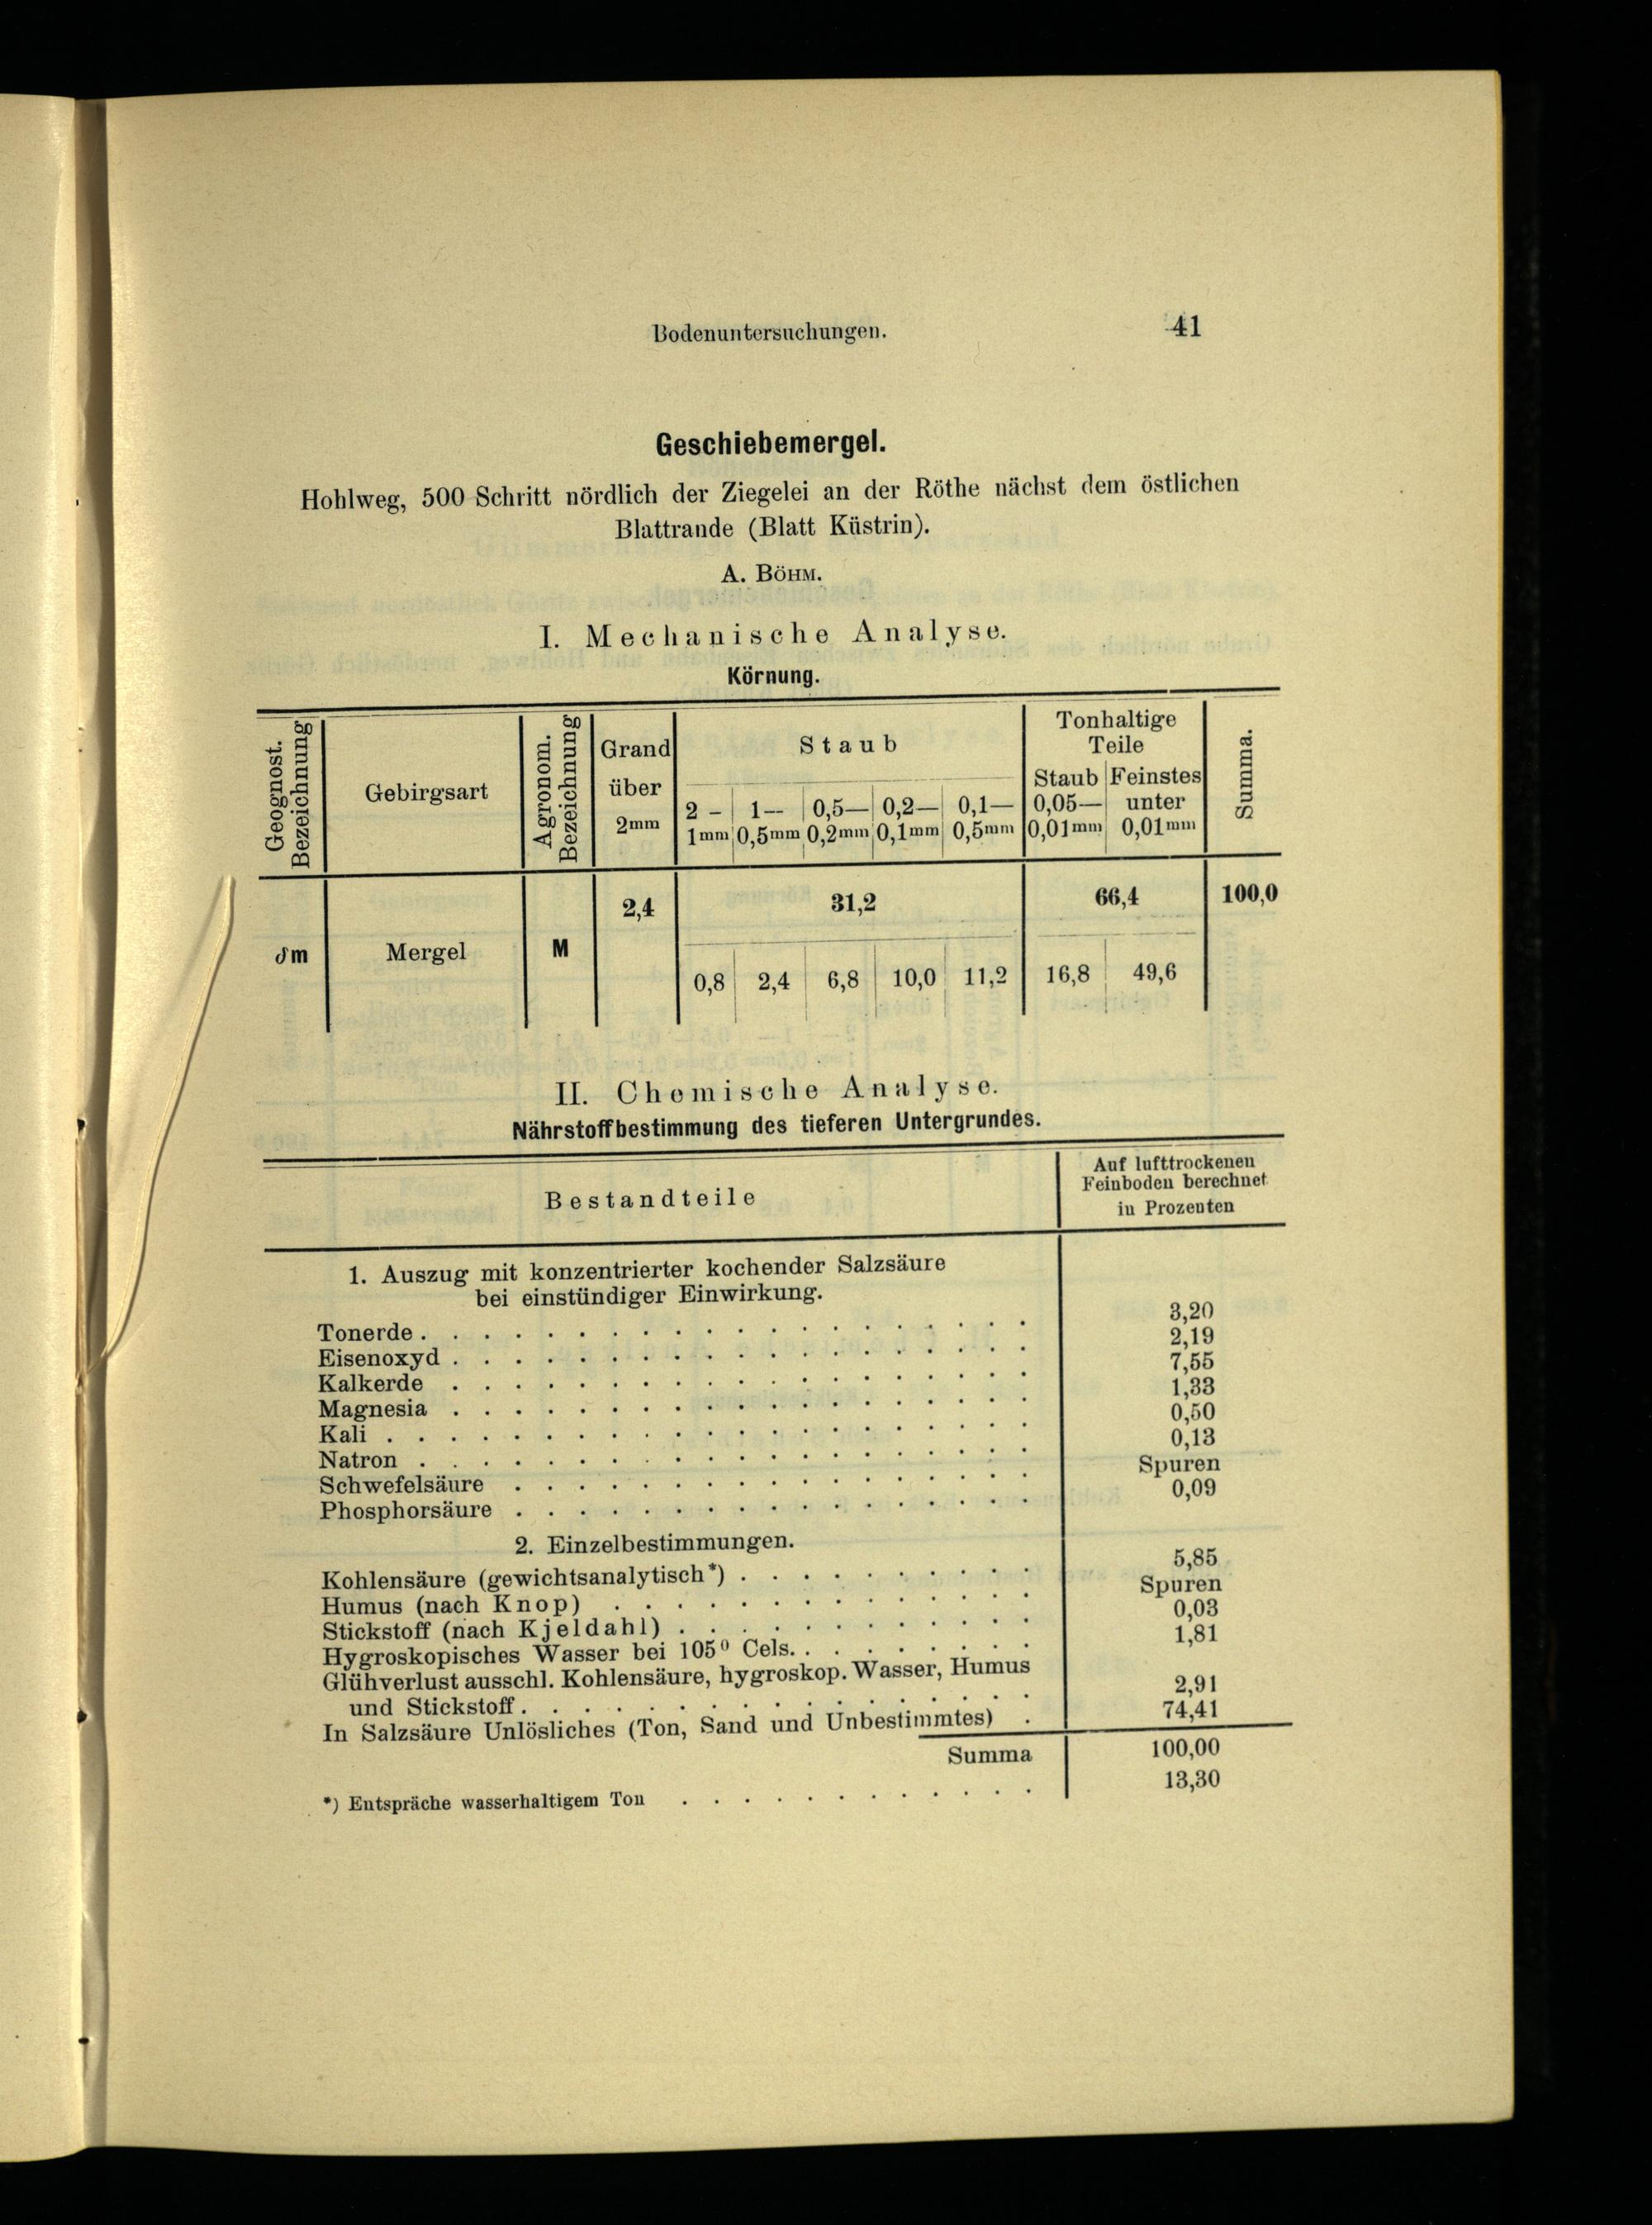 Bodenuntersuchungen. 41
Geschiebemergel.
Hohlweg, 500 Schritt nördlich der Ziegelei an der Röthe nächst dem östlichen
Blattrande (Blatt Küstrin).
A. BÖHM.
I. Mechanische Analyse.
Körnung.
Geognost. Bezeichnung
Gebirgsart
Agronom. Bezeichnung
Grand
über
2mm
Staub
2 - 1— 0,5— 0,2— 0,1—
1mm 0,5mm 0,2mm 0,1mm 0,5mm
Tonhaltige
Teile
Staub Feinstes
0,05— unter
0,01mm 0,01mm
Summa.
2,4 31,2 66,4 100,0
δm Mergel M
0,8 2,4 6,8 10,0 11,2 16,8 49,6
II. Chemische Analyse.
Nährstoffbestimmung des tieferen Untergrundes.
Bestandteile
Auf lufttrockenen
Feinboden berechnet
in Prozenten
1. Auszug mit konzentrierter kochender Salzsäure
bei einstündiger Einwirkung.
Tonerde . . . . . . . . . . 3,20
Eisenoxyd . . . . . . . . . . 2,19
Kalkerde . . . . . . . . . . 7,55
Magnesia . . . . . . . . . . 1,33
Kali . . . . . . . . . . 0,50
Natron . . . . . . . . . . 0,13
Schwefelsäure . . . . . . . . . . Spuren
Phosphorsäure . . . . . . . . . . 0,09
2. Einzelbestimmungen.
Kohlensäure (gewichtsanalytisch*) . . . . . . . . . . 5,85
Humus (nach Knop) . . . . . . . . . . Spuren
Stickstoff (nach Kjeldahl) . . . . . . . . . . 0,03
Hygroskopisches Wasser bei 105⁰ Cels. . . . . . . . . 1,81
Glühverlust ausschl. Kohlensäure, hygroskop. Wasser, Humus
und Stickstoff . . . . . . . . . . 2,91
In Salzsäure Unlösliches (Ton, Sand und Unbestimmtes) . 74,41
Summa 100,00
*) Entspräche wasserhaltigem Ton . . . . . . . . . . 13,30